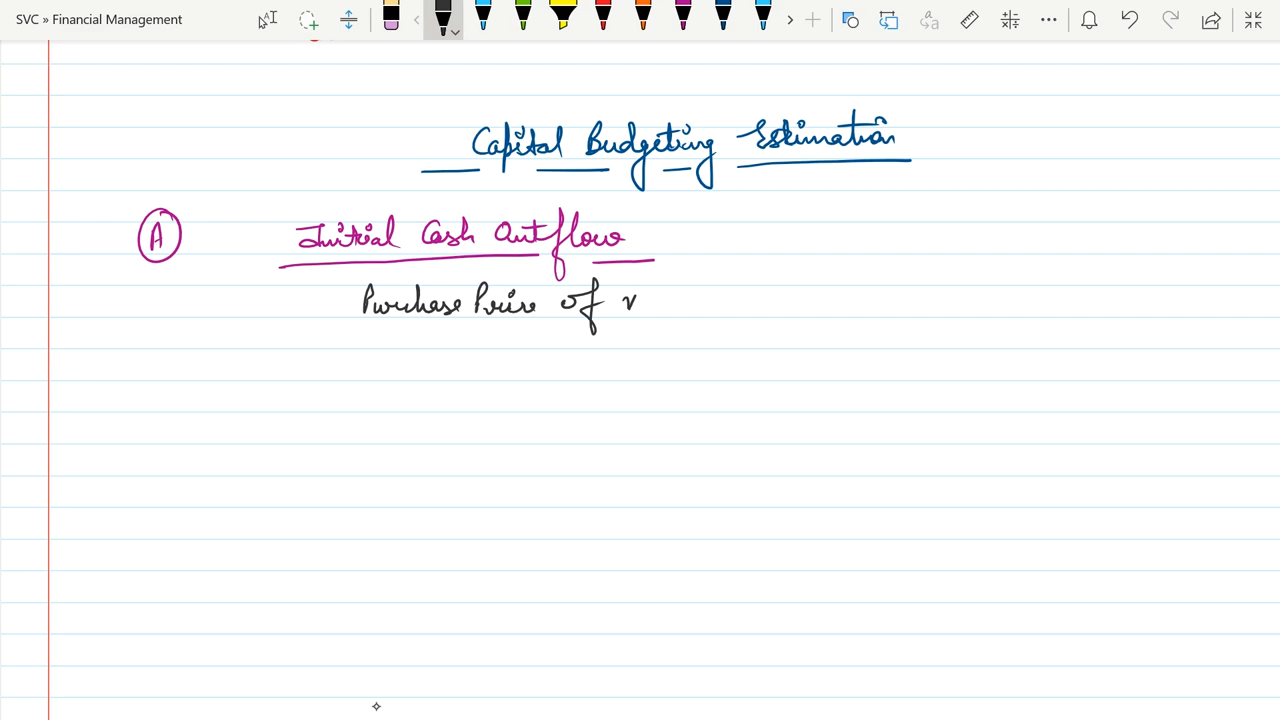 SVC » Financial Management
Capital Budgeting Estimation
A Initial Cash Outflow
Purchase Price of